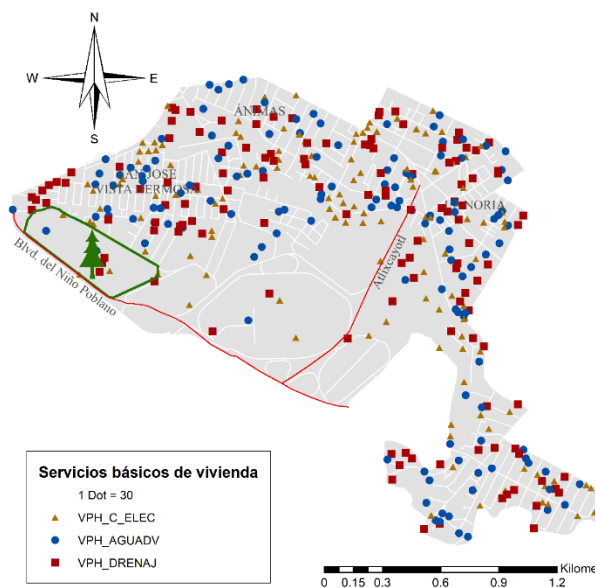 N
W E
S
ÁNIMAS
SAN JOSÉ
VISTA HERMOSA
NORIA
Atlixcayotl
Blvd. del Niño Poblano
Servicios básicos de vivienda
1 Dot = 30
VPH_C_ELEC
VPH_AGUADV
VPH_DRENAJ
Kilome
0 0.15 0.3 0.6 0.9 1.2